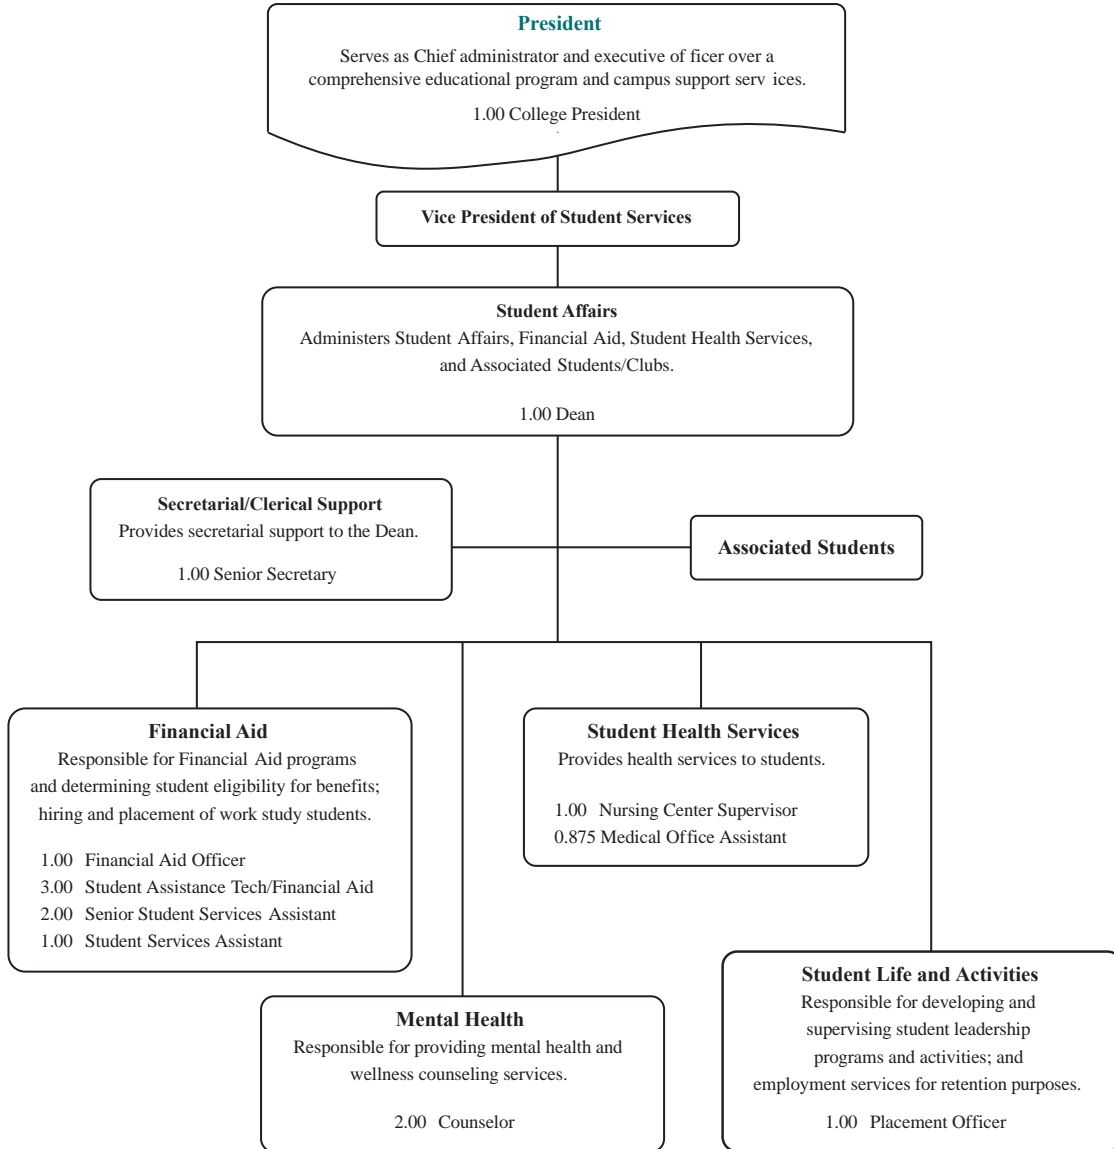 President
Serves as Chief administrator and executive of ficer over a
comprehensive educational program and campus support serv ices.
1.00 College President
Vice President of Student Services
Student Affairs
Administers Student Affairs, Financial Aid, Student Health Services,
and Associated Students/Clubs.
1.00 Dean
Secretarial/Clerical Support
Provides secretarial support to the Dean.
1.00 Senior Secretary
Associated Students
Financial Aid
Responsible for Financial Aid programs
and determining student eligibility for benefits;
hiring and placement of work study students.
1.00 Financial Aid Officer
3.00 Student Assistance Tech/Financial Aid
2.00 Senior Student Services Assistant
1.00 Student Services Assistant
Student Health Services
Provides health services to students.
1.00 Nursing Center Supervisor
0.875 Medical Office Assistant
Mental Health
Responsible for providing mental health and
wellness counseling services.
2.00 Counselor
Student Life and Activities
Responsible for developing and
supervising student leadership
programs and activities; and
employment services for retention purposes.
1.00 Placement Officer